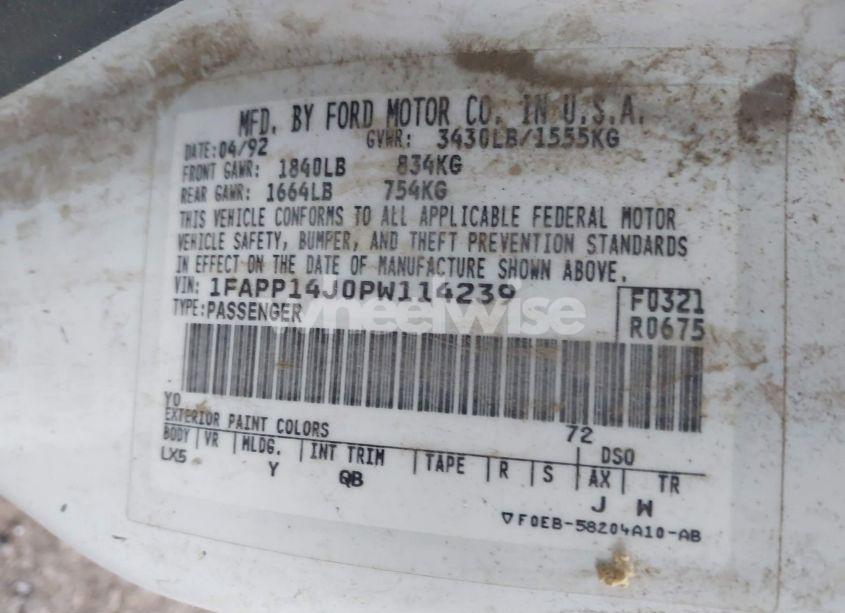 MFD. BY FORD MOTOR CO. IN U.S.A.
DATE: 04/92 GVWR: 3430LB/1555KG
FRONT GAWR: 1840LB 834KG
REAR GAWR: 1664LB 754KG
THIS VEHICLE CONFORMS TO ALL APPLICABLE FEDERAL MOTOR
VEHICLE SAFETY, BUMPER, AND THEFT PREVENTION STANDARDS
IN EFFECT ON THE DATE OF MANUFACTURE SHOWN ABOVE.
VIN: 1FAPP14J0PW114239 F0321
TYPE: PASSENGER R0675
wheelwise
YO
EXTERIOR PAINT COLORS 72 DSO
BODY VR MLDG. INT TRIM TAPE R S AX TR
LX5 Y QB J W
▽F0EB-58204A10-AB